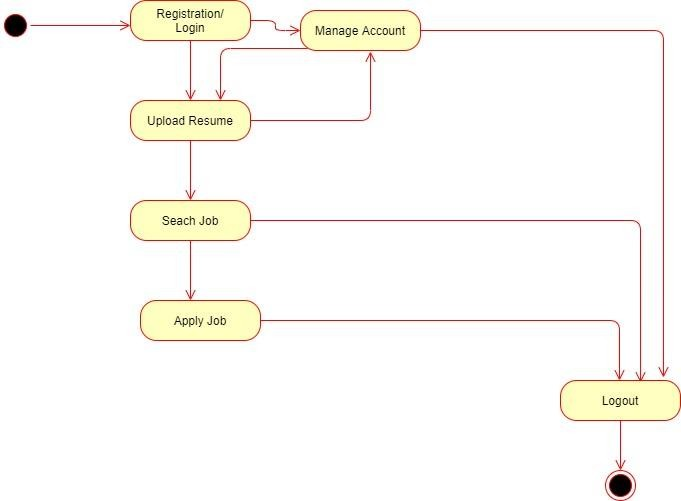 Registration/
Login
Manage Account
Upload Resume
Seach Job
Apply Job
Logout